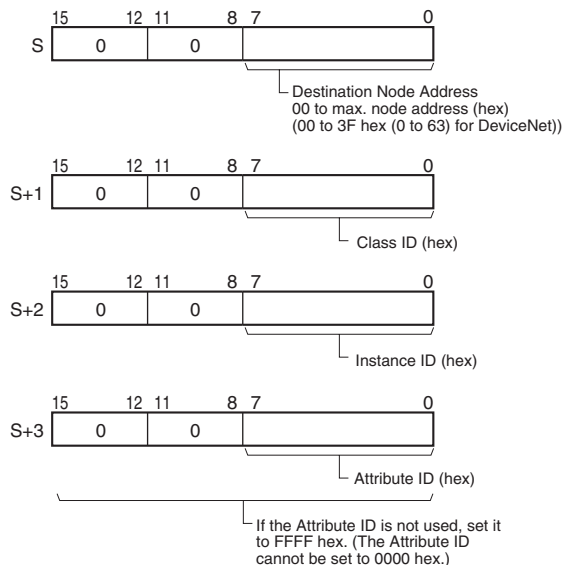 15 12 11 8 7 0
S 0 0
Destination Node Address
00 to max. node address (hex)
(00 to 3F hex (0 to 63) for DeviceNet))
15 12 11 8 7 0
S+1 0 0
Class ID (hex)
15 12 11 8 7 0
S+2 0 0
Instance ID (hex)
15 12 11 8 7 0
S+3 0 0
Attribute ID (hex)
If the Attribute ID is not used, set it
to FFFF hex. (The Attribute ID
cannot be set to 0000 hex.)